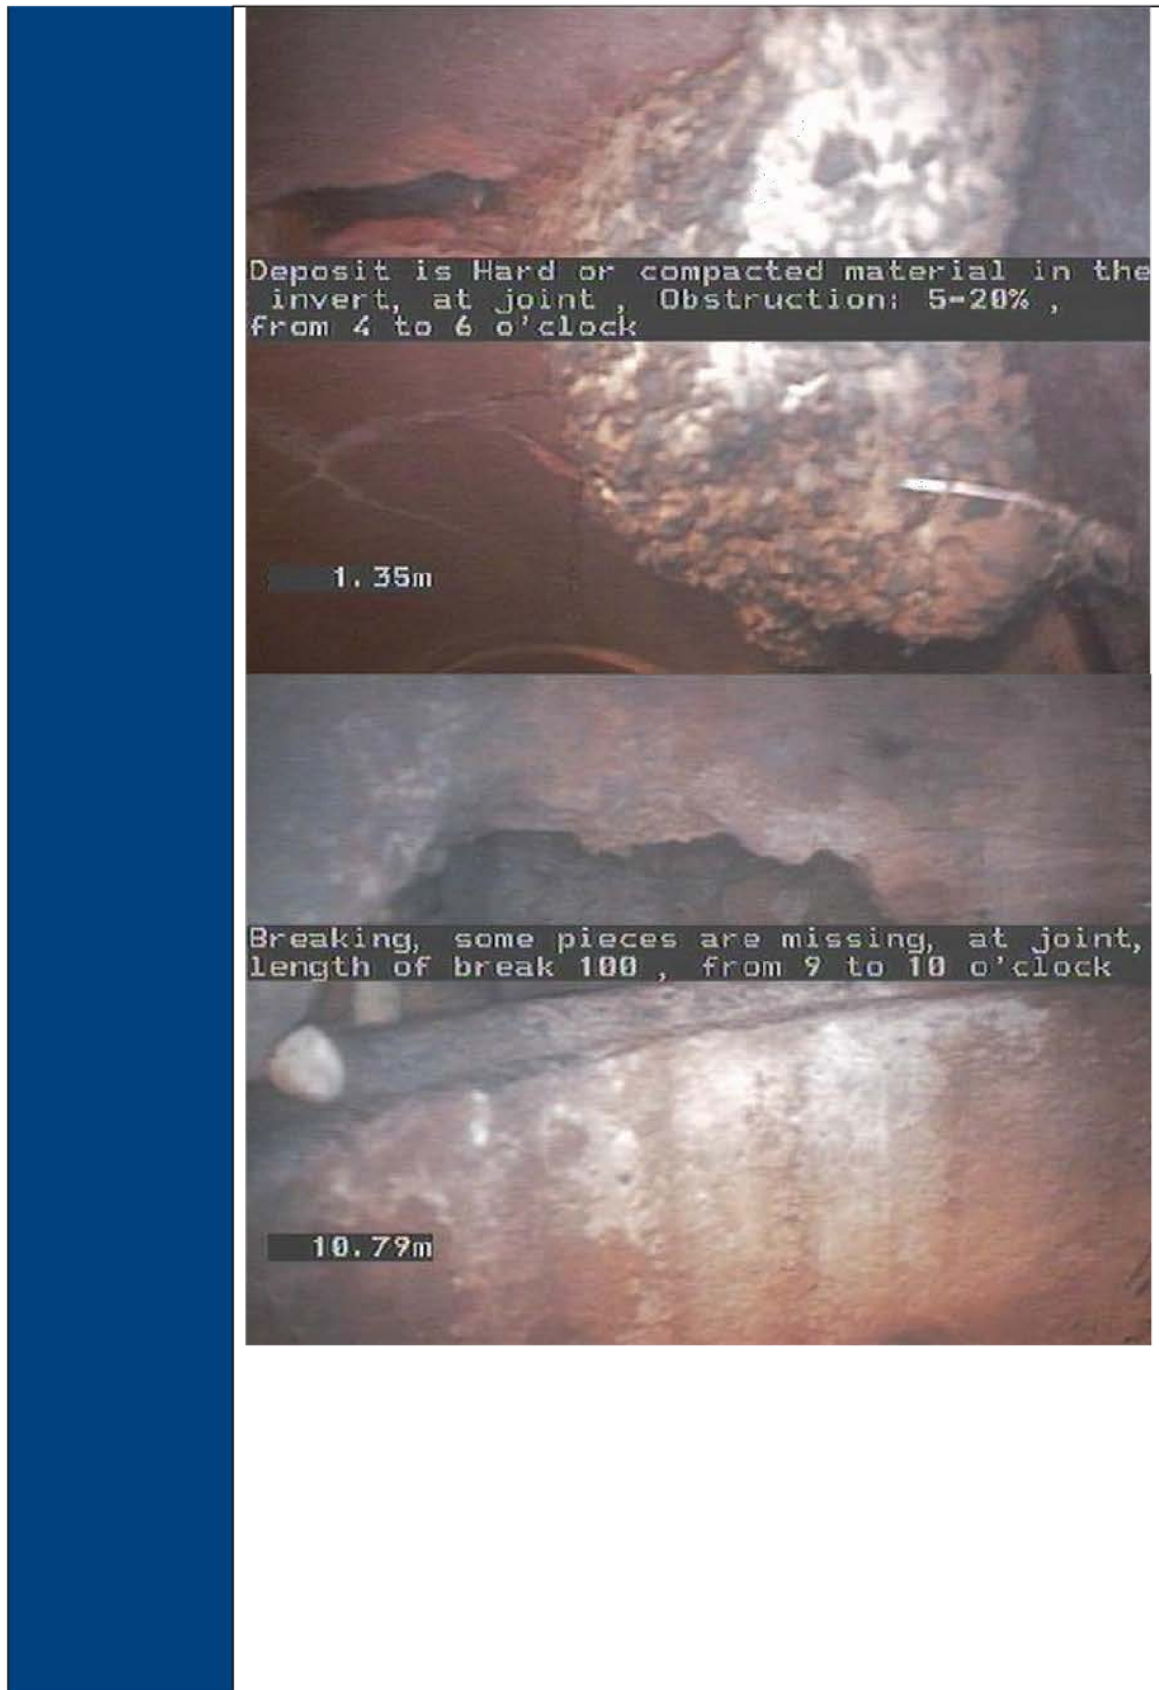 Deposit is Hard or compacted material in the
invert, at joint , Obstruction: 5-20% ,
from 4 to 6 o'clock
1.35m
Breaking, some pieces are missing, at joint,
length of break 100 , from 9 to 10 o'clock
10.79m